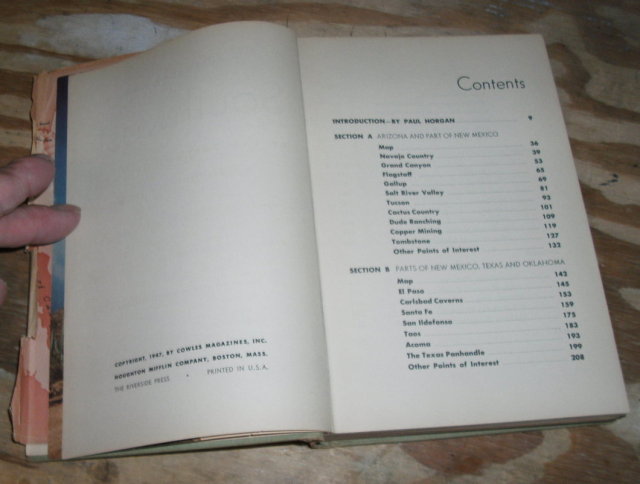 COPYRIGHT, 1947, BY COWLES MAGAZINES, INC.
HOUGHTON MIFFLIN COMPANY, BOSTON, MASS.
THE RIVERSIDE PRESS • PRINTED IN U.S.A.
Contents
INTRODUCTION—BY PAUL HORGAN 9
SECTION A ARIZONA AND PART OF NEW MEXICO
Map 36
Navajo Country 39
Grand Canyon 53
Flagstaff 65
Gallup 69
Salt River Valley 81
Tucson 93
Cactus Country 101
Dude Ranching 109
Copper Mining 119
Tombstone 127
Other Points of Interest 132
SECTION B PARTS OF NEW MEXICO, TEXAS AND OKLAHOMA
Map 142
El Paso 145
Carlsbad Caverns 153
Santa Fe 159
San Ildefonso 175
Taos 183
Acoma 193
The Texas Panhandle 199
Other Points of Interest 208